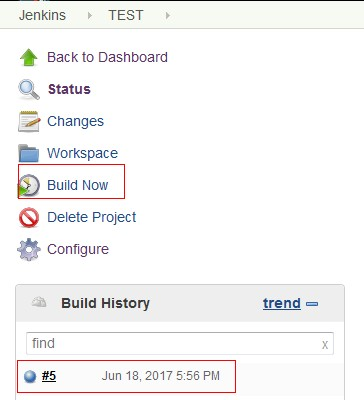 Jenkins TEST
Back to Dashboard
Status
Changes
Workspace
Build Now
Delete Project
Configure
Build History trend
find x
#5 Jun 18, 2017 5:56 PM